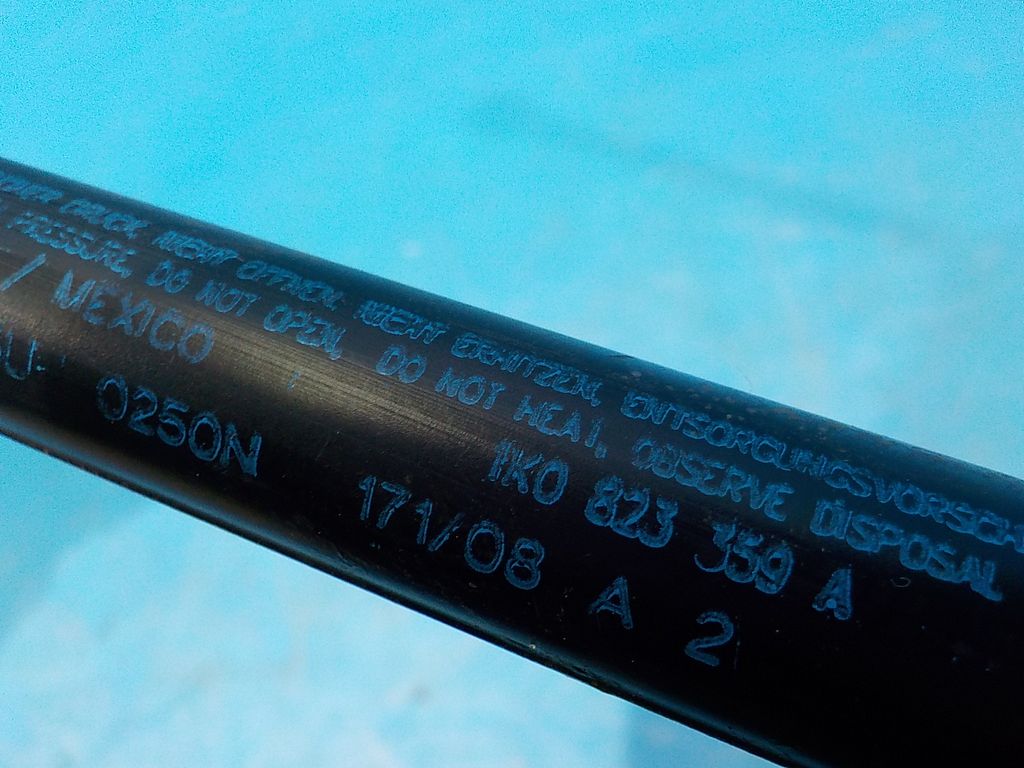 DRUCK, NICHT ÖFFNEN, NICHT ERHITZEN, ENTSORGUNGSVORSCH
PRESSURE, DO NOT OPEN, DO NOT HEAT, OBSERVE DISPOSAL
/ MEXICO 1K0 823 359 A
0250N 171/08 A 2